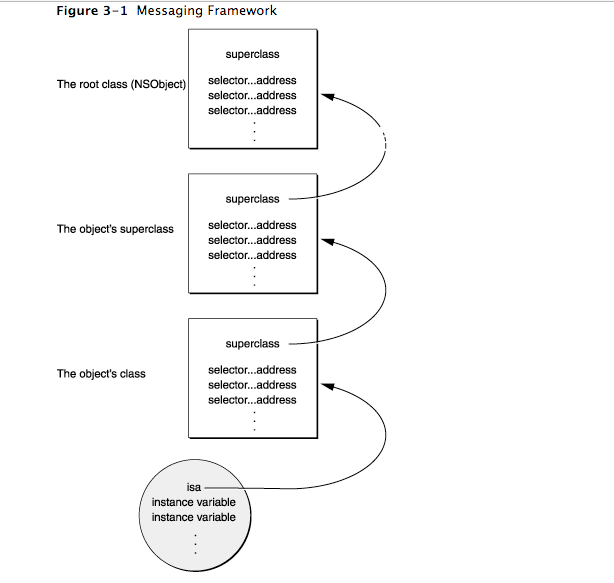 Figure 3-1 Messaging Framework
superclass
The root class (NSObject)
selector...address
selector...address
selector...address
.
.
.
superclass
The object's superclass
selector...address
selector...address
selector...address
.
.
.
superclass
The object's class
selector...address
selector...address
selector...address
.
.
.
isa
instance variable
instance variable
.
.
.